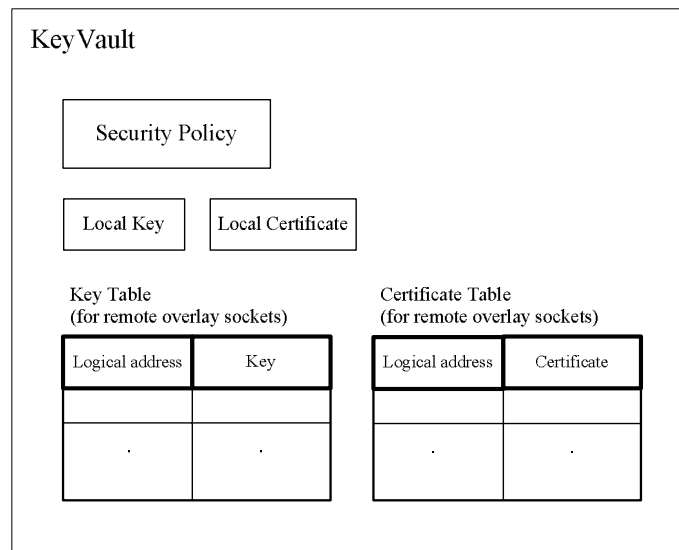 KeyVault
Security Policy
Local Key
Local Certificate
Key Table
(for remote overlay sockets)
Certificate Table
(for remote overlay sockets)
Logical address
Key
Logical address
Certificate
.
.
.
.